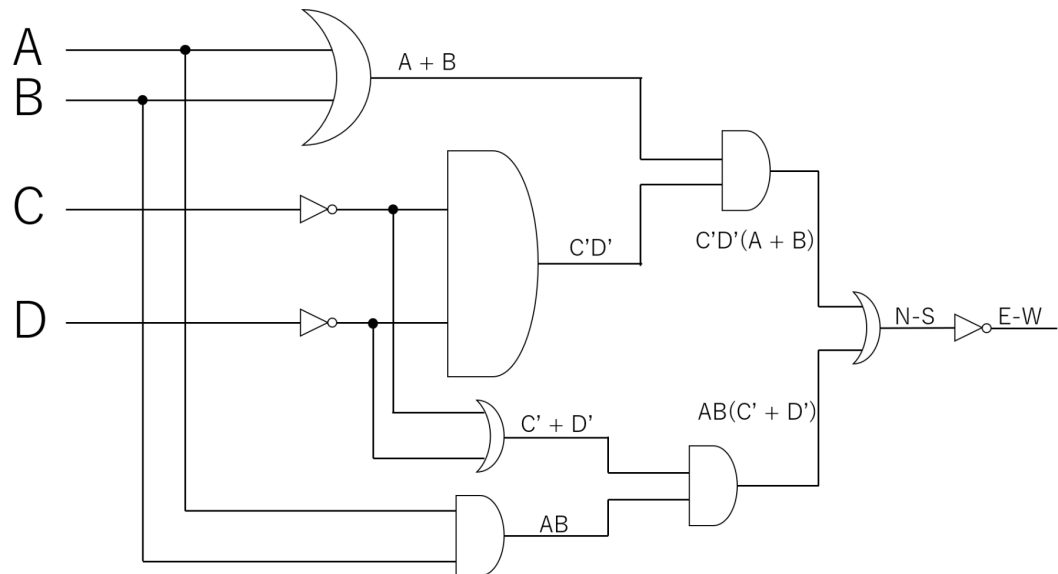 A
B
A + B
C
C’D’
C’D’(A + B)
D
N-S
E-W
C’ + D’
AB(C’ + D’)
AB